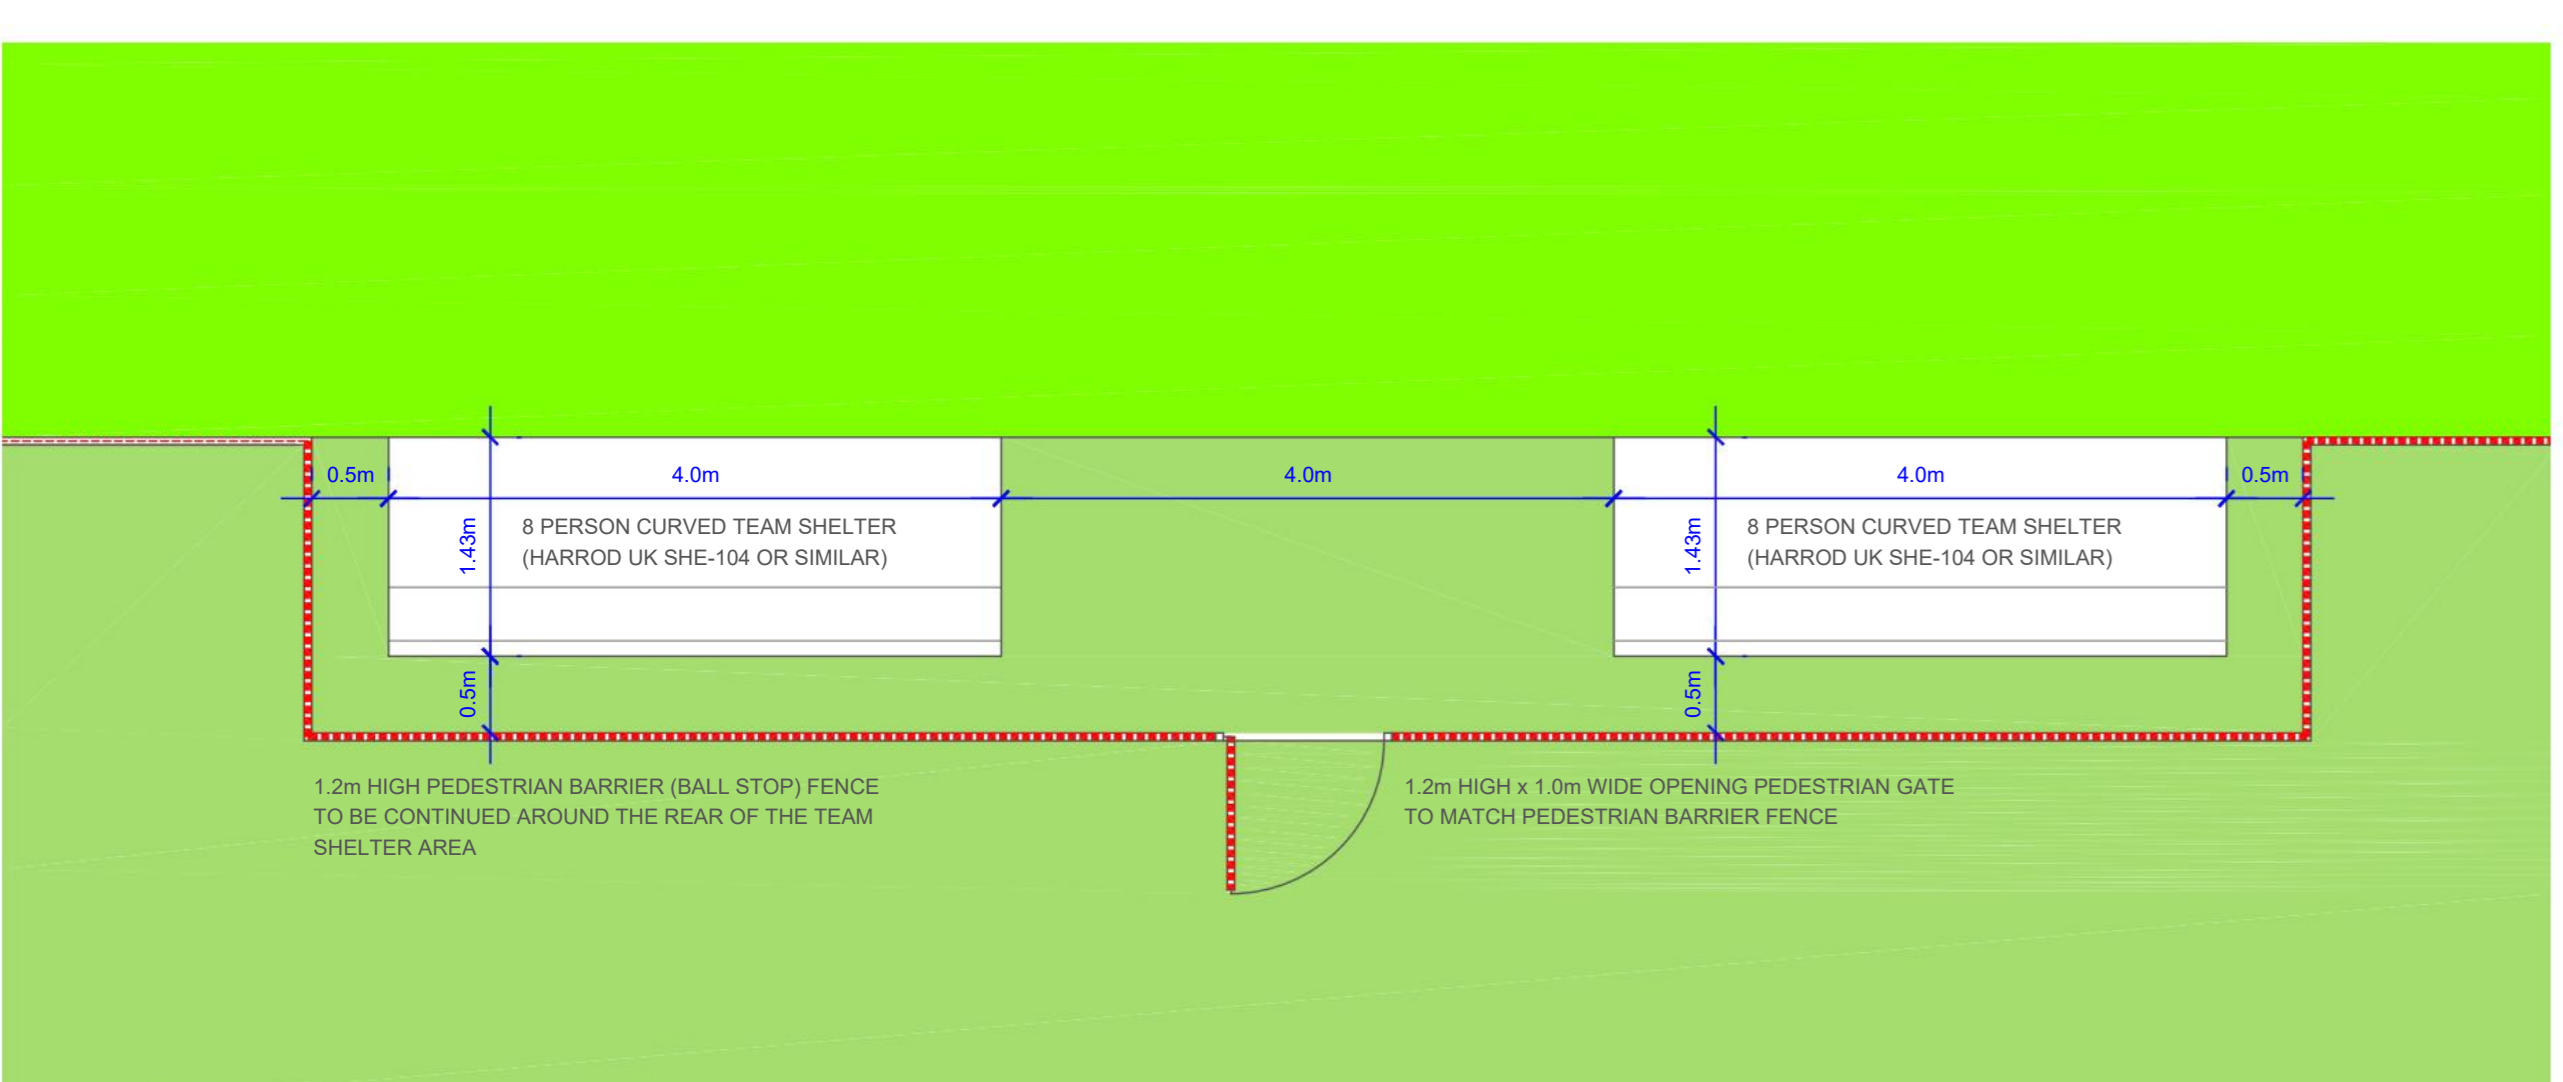 0.5m
4.0m
4.0m
4.0m
0.5m
1.43m
8 PERSON CURVED TEAM SHELTER
(HARROD UK SHE-104 OR SIMILAR)
1.43m
8 PERSON CURVED TEAM SHELTER
(HARROD UK SHE-104 OR SIMILAR)
0.5m
0.5m
1.2m HIGH PEDESTRIAN BARRIER (BALL STOP) FENCE
TO BE CONTINUED AROUND THE REAR OF THE TEAM
SHELTER AREA
1.2m HIGH x 1.0m WIDE OPENING PEDESTRIAN GATE
TO MATCH PEDESTRIAN BARRIER FENCE